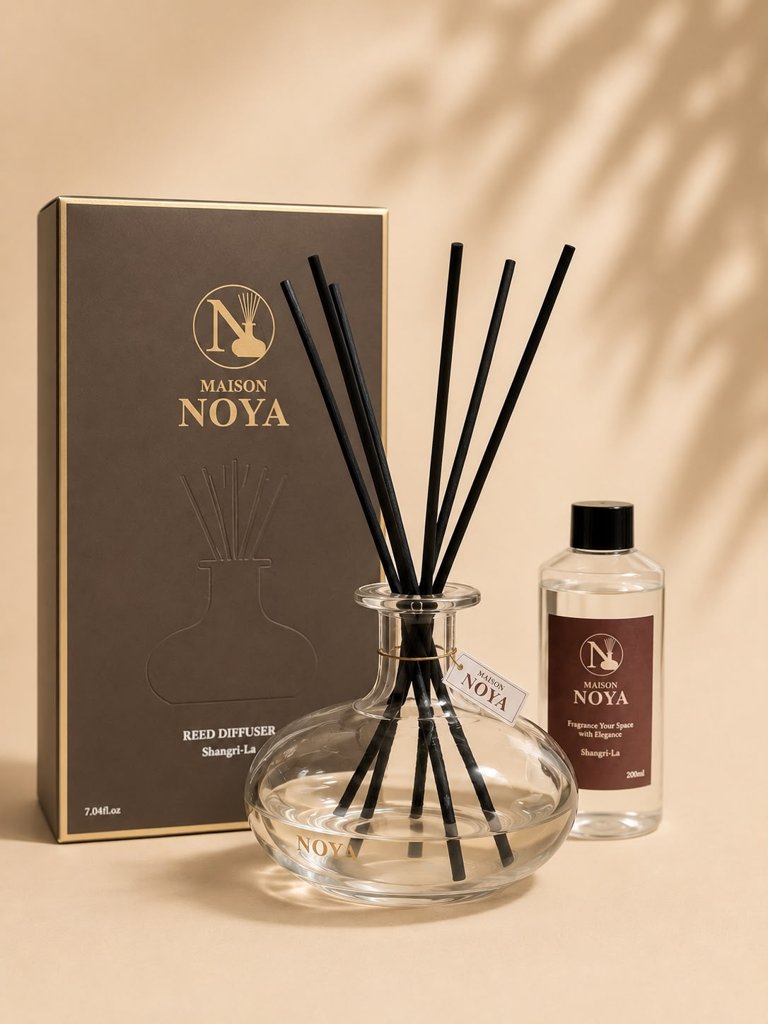 N
MAISON
NOYA
REED DIFFUSER
Shangri-La
7.04fl.oz
MAISON
NOYA
NOYA
N
MAISON
NOYA
Fragrance Your Space
with Elegance
Shangri-La
200ml